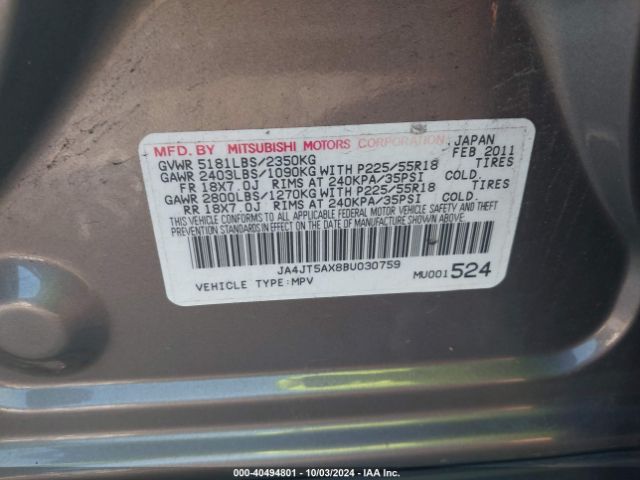 MFD. BY MITSUBISHI MOTORS CORPORATION. JAPAN
GVWR 5181LBS/2350KG FEB 2011
GAWR 2403LBS/1090KG WITH P225/55R18 TIRES
FR 18X7.0J RIMS AT 240KPA/35PSI COLD.
GAWR 2800LBS/1270KG WITH P225/55R18 TIRES
RR 18X7.0J RIMS AT 240KPA/35PSI COLD.
THIS VEHICLE CONFORMS TO ALL APPLICABLE FEDERAL MOTOR VEHICLE SAFETY AND THEFT
PREVENTION STANDARDS IN EFFECT ON THE DATE OF MANUFACTURE SHOWN ABOVE.
JA4JT5AX8BU030759
VEHICLE TYPE:MPV MU001524
000-40494801 - 10/03/2024 - IAA Inc.